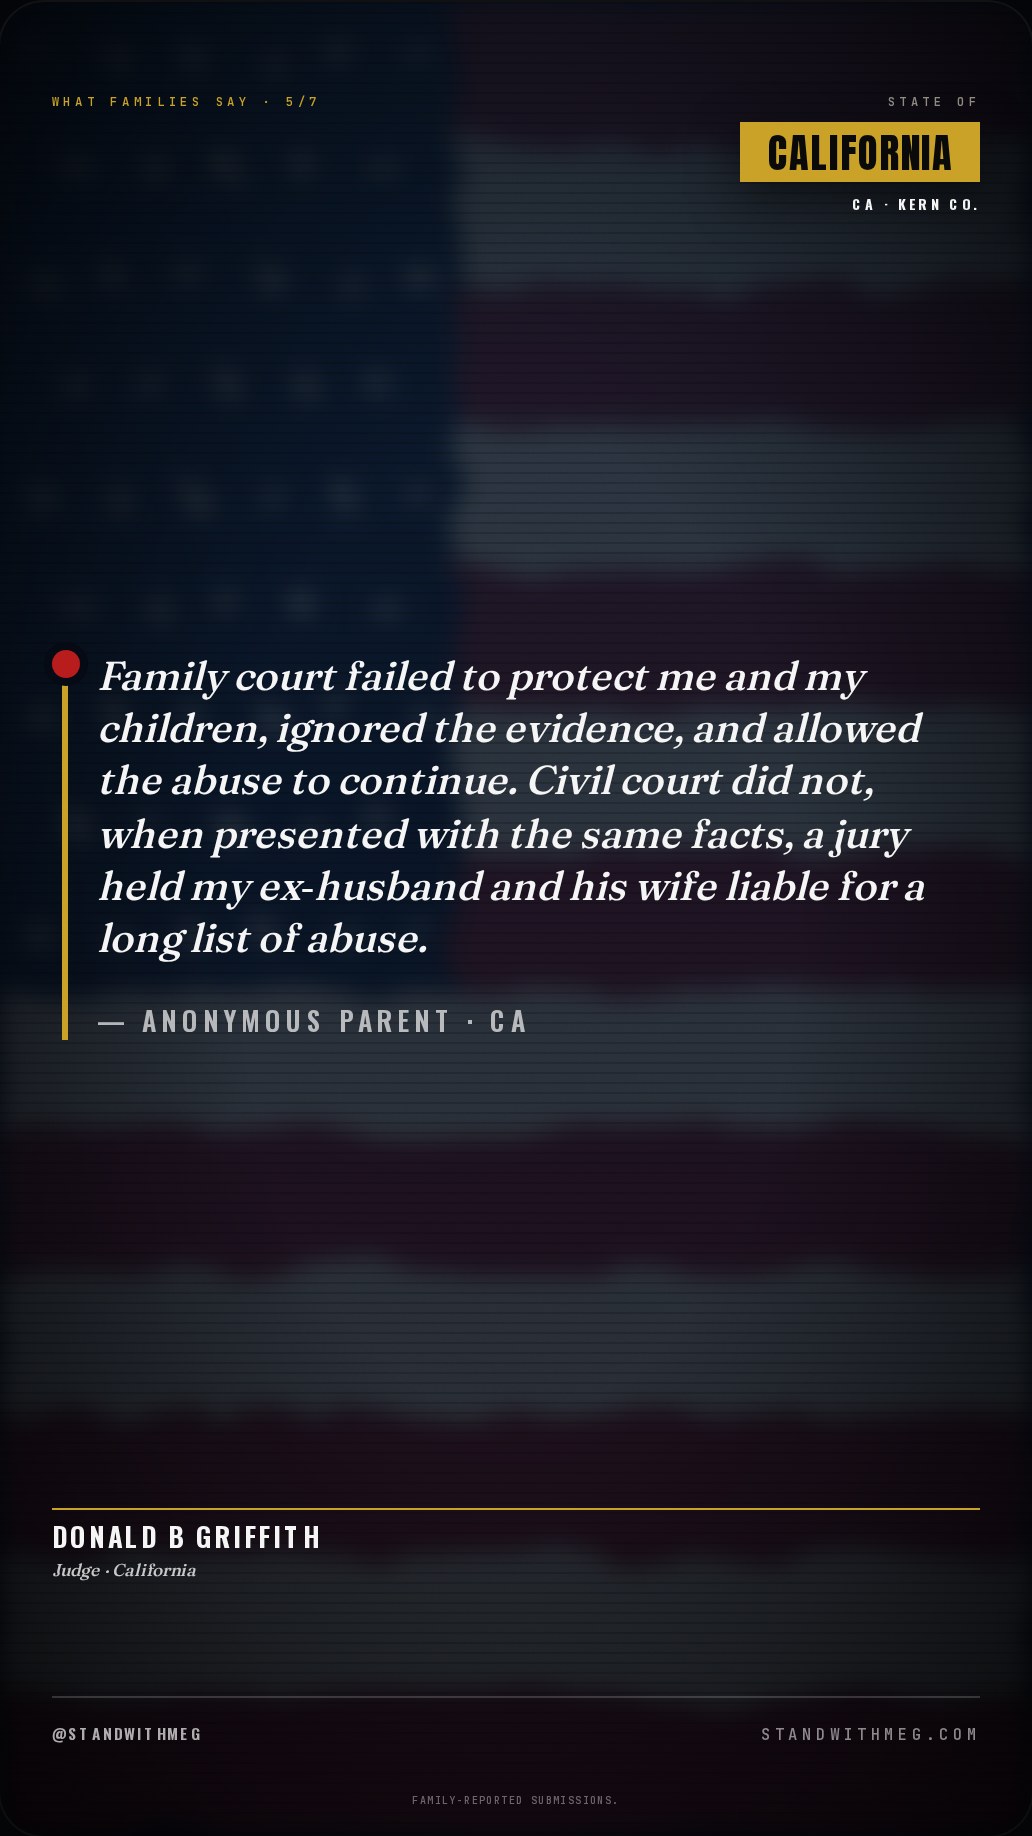 WHAT FAMILIES SAY · 5/7
STATE OF
CALIFORNIA
CA · KERN CO.
Family court failed to protect me and my
children, ignored the evidence, and allowed
the abuse to continue. Civil court did not,
when presented with the same facts, a jury
held my ex-husband and his wife liable for a
long list of abuse.
— ANONYMOUS PARENT · CA
DONALD B GRIFFITH
Judge · California
@STANDWITHMEG
STANDWITHMEG.COM
FAMILY-REPORTED SUBMISSIONS.